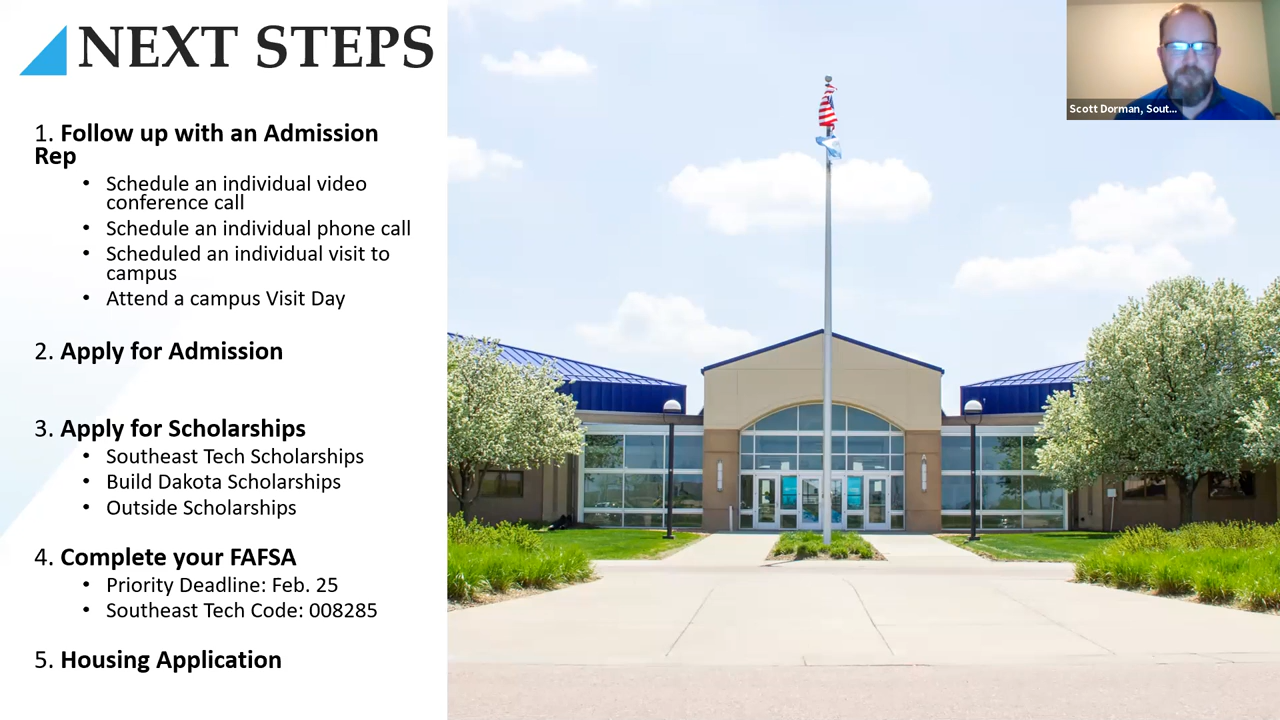 NEXT STEPS
1. Follow up with an Admission
Rep
• Schedule an individual video
conference call
• Schedule an individual phone call
• Scheduled an individual visit to
campus
• Attend a campus Visit Day
2. Apply for Admission
3. Apply for Scholarships
• Southeast Tech Scholarships
• Build Dakota Scholarships
• Outside Scholarships
4. Complete your FAFSA
• Priority Deadline: Feb. 25
• Southeast Tech Code: 008285
5. Housing Application
Scott Dorman, Sout...
A